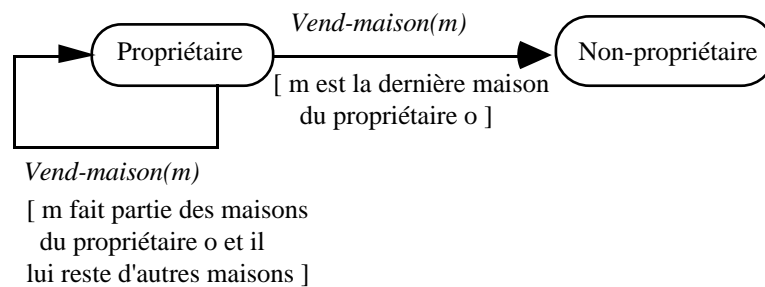 Vend-maison(m)
Propriétaire
Non-propriétaire
[ m est la dernière maison
du propriétaire o ]
Vend-maison(m)
[ m fait partie des maisons
du propriétaire o et il
lui reste d'autres maisons ]